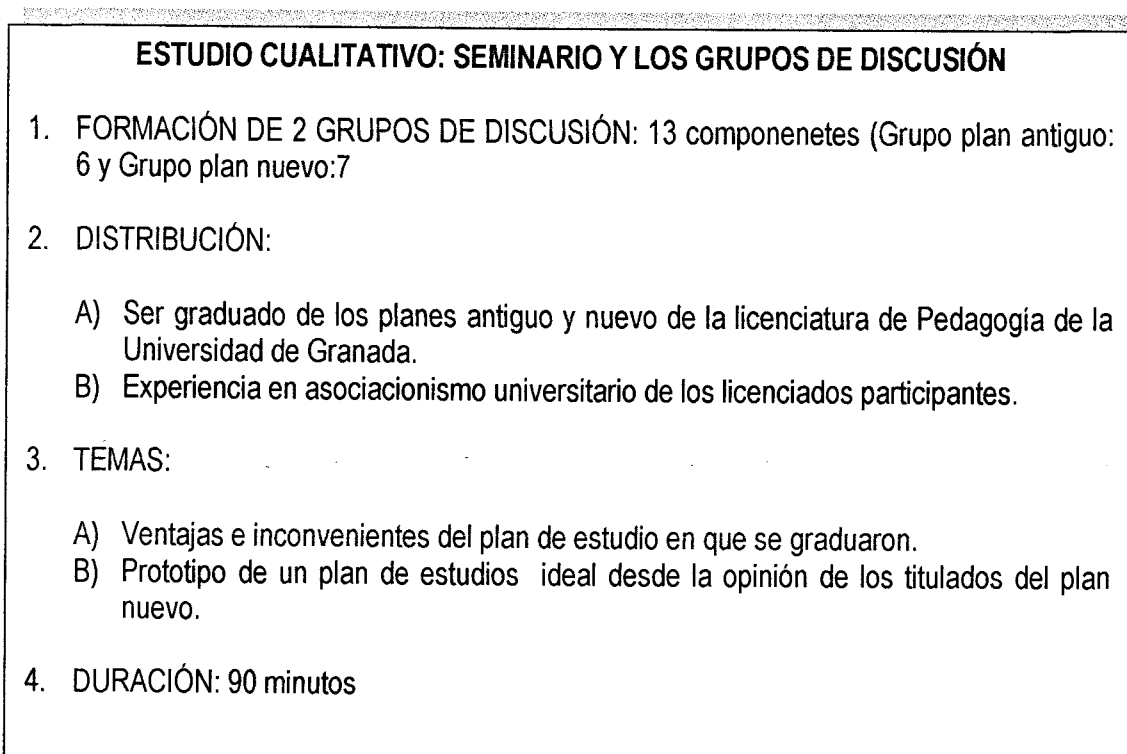 ESTUDIO CUALITATIVO: SEMINARIO Y LOS GRUPOS DE DISCUSIÓN
1. FORMACIÓN DE 2 GRUPOS DE DISCUSIÓN: 13 componenetes (Grupo plan antiguo:
6 y Grupo plan nuevo:7
2. DISTRIBUCIÓN:
A) Ser graduado de los planes antiguo y nuevo de la licenciatura de Pedagogía de la
Universidad de Granada.
B) Experiencia en asociacionismo universitario de los licenciados participantes.
3. TEMAS:
A) Ventajas e inconvenientes del plan de estudio en que se graduaron.
B) Prototipo de un plan de estudios ideal desde la opinión de los titulados del plan
nuevo.
4. DURACIÓN: 90 minutos